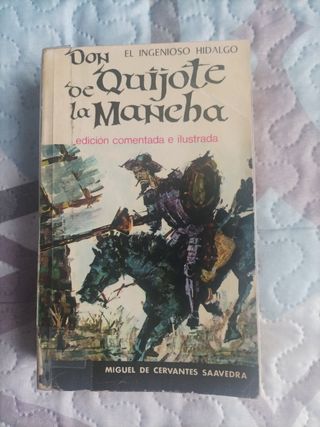 EL INGENIOSO HIDALGO
Don
de Quijote
la Mancha
edición comentada e ilustrada
MIGUEL DE CERVANTES SAAVEDRA